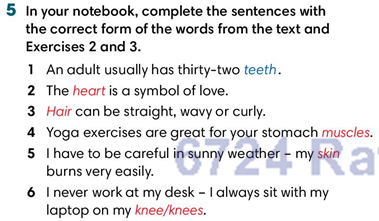 5 In your notebook, complete the sentences with
the correct form of the words from the text and
Exercises 2 and 3.
1 An adult usually has thirty-two teeth.
2 The heart is a symbol of love.
3 Hair can be straight, wavy or curly.
4 Yoga exercises are great for your stomach muscles.
5 I have to be careful in sunny weather – my skin
burns very easily.
6 I never work at my desk – I always sit with my
laptop on my knee/knees.
6724 Ra